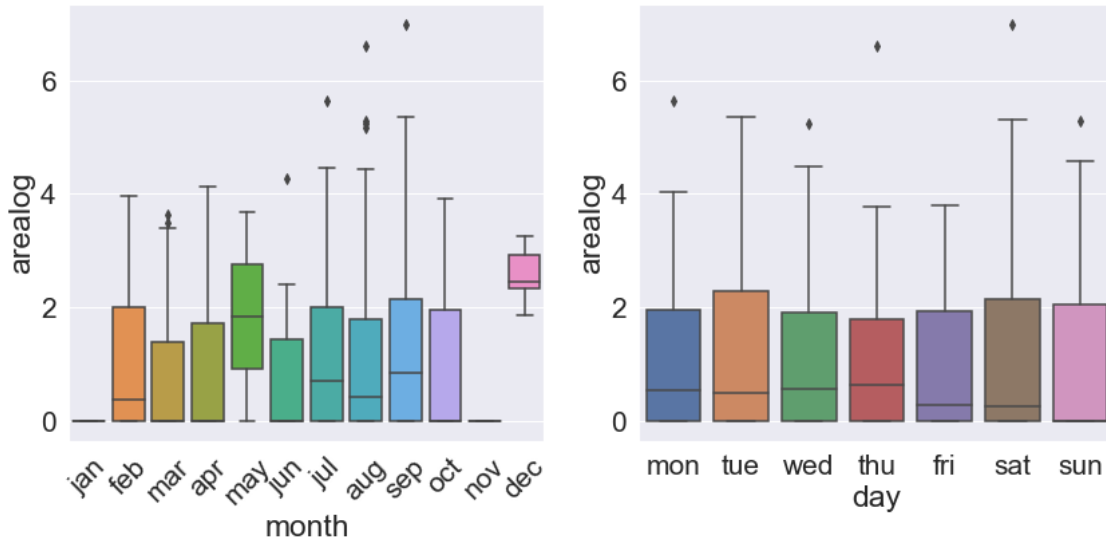 arealog
6
4
2
0
jan feb mar apr may jun jul aug sep oct nov dec
month
arealog
6
4
2
0
mon tue wed thu fri sat sun
day